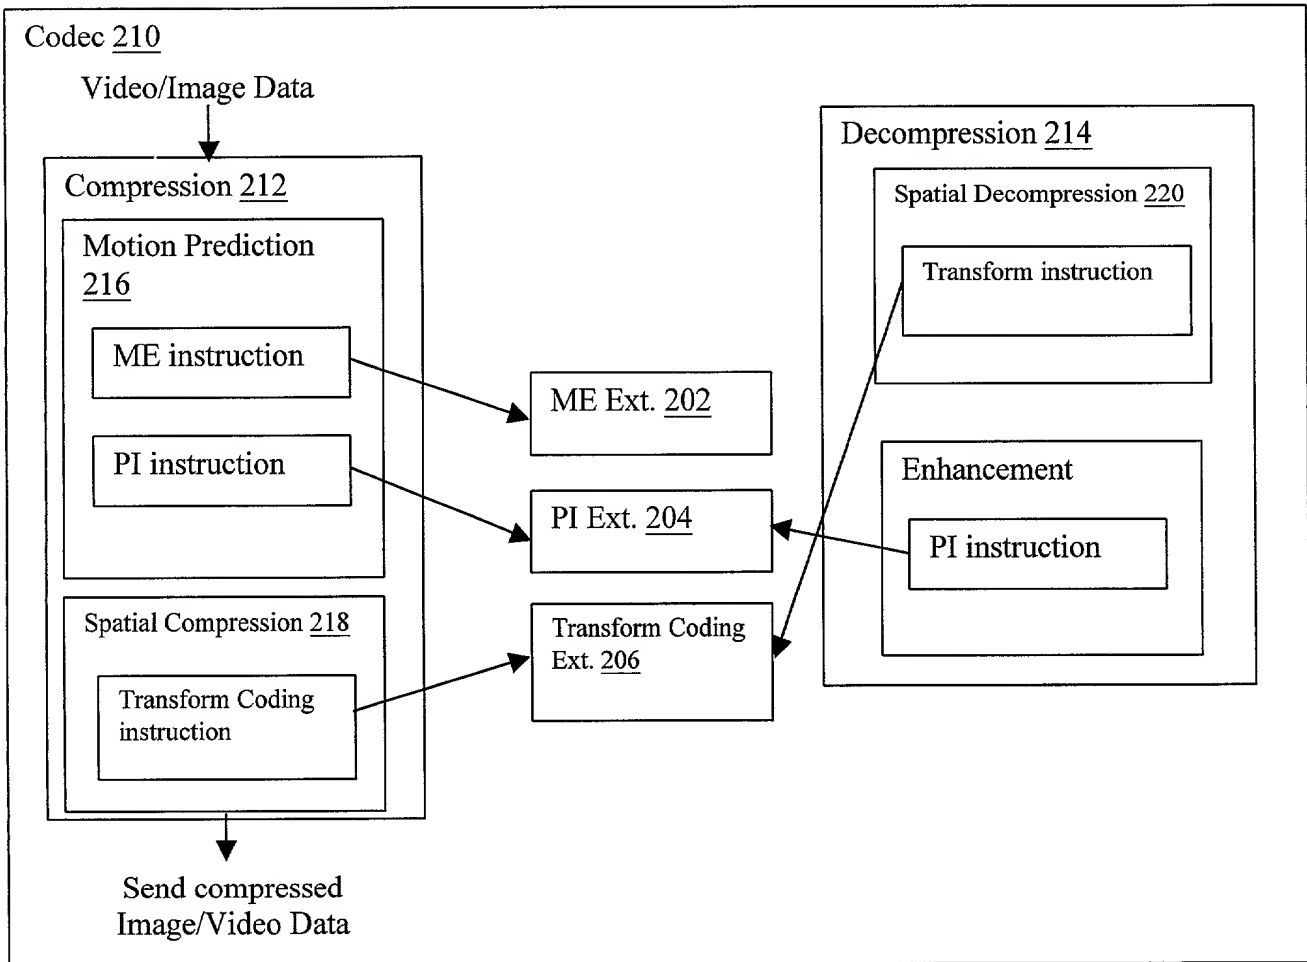 Codec 210
Video/Image Data
Compression 212
Motion Prediction
216
ME instruction
PI instruction
Spatial Compression 218
Transform Coding
instruction
Send compressed
Image/Video Data
ME Ext. 202
PI Ext. 204
Transform Coding
Ext. 206
Decompression 214
Spatial Decompression 220
Transform instruction
Enhancement
PI instruction